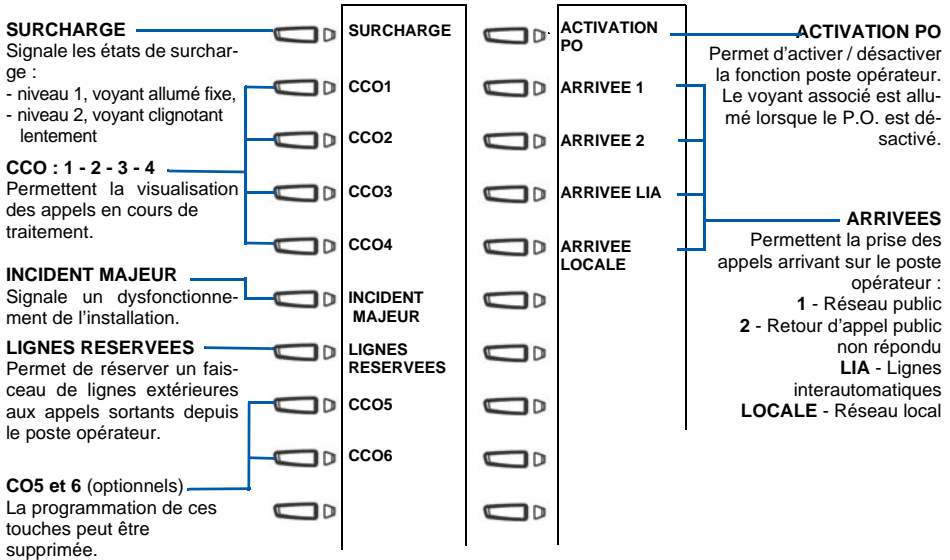 SURCHARGE
Signale les états de surchar-
ge :
- niveau 1, voyant allumé fixe,
- niveau 2, voyant clignotant
lentement
CCO : 1 - 2 - 3 - 4
Permettent la visualisation
des appels en cours de
traitement.
INCIDENT MAJEUR
Signale un dysfonctionne-
ment de l'installation.
LIGNES RESERVEES
Permet de réserver un fais-
ceau de lignes extérieures
aux appels sortants depuis
le poste opérateur.
CO5 et 6 (optionnels)
La programmation de ces
touches peut être
supprimée.
SURCHARGE
CCO1
CCO2
CCO3
CCO4
INCIDENT
MAJEUR
LIGNES
RESERVEES
CCO5
CCO6
ACTIVATION
PO
ARRIVEE 1
ARRIVEE 2
ARRIVEE LIA
ARRIVEE
LOCALE
ACTIVATION PO
Permet d'activer / désactiver
la fonction poste opérateur.
Le voyant associé est allu-
mé lorsque le P.O. est dé-
sactivé.
ARRIVEES
Permettent la prise des
appels arrivant sur le poste
opérateur :
1 - Réseau public
2 - Retour d'appel public
non répondu
LIA - Lignes
interautomatiques
LOCALE - Réseau local